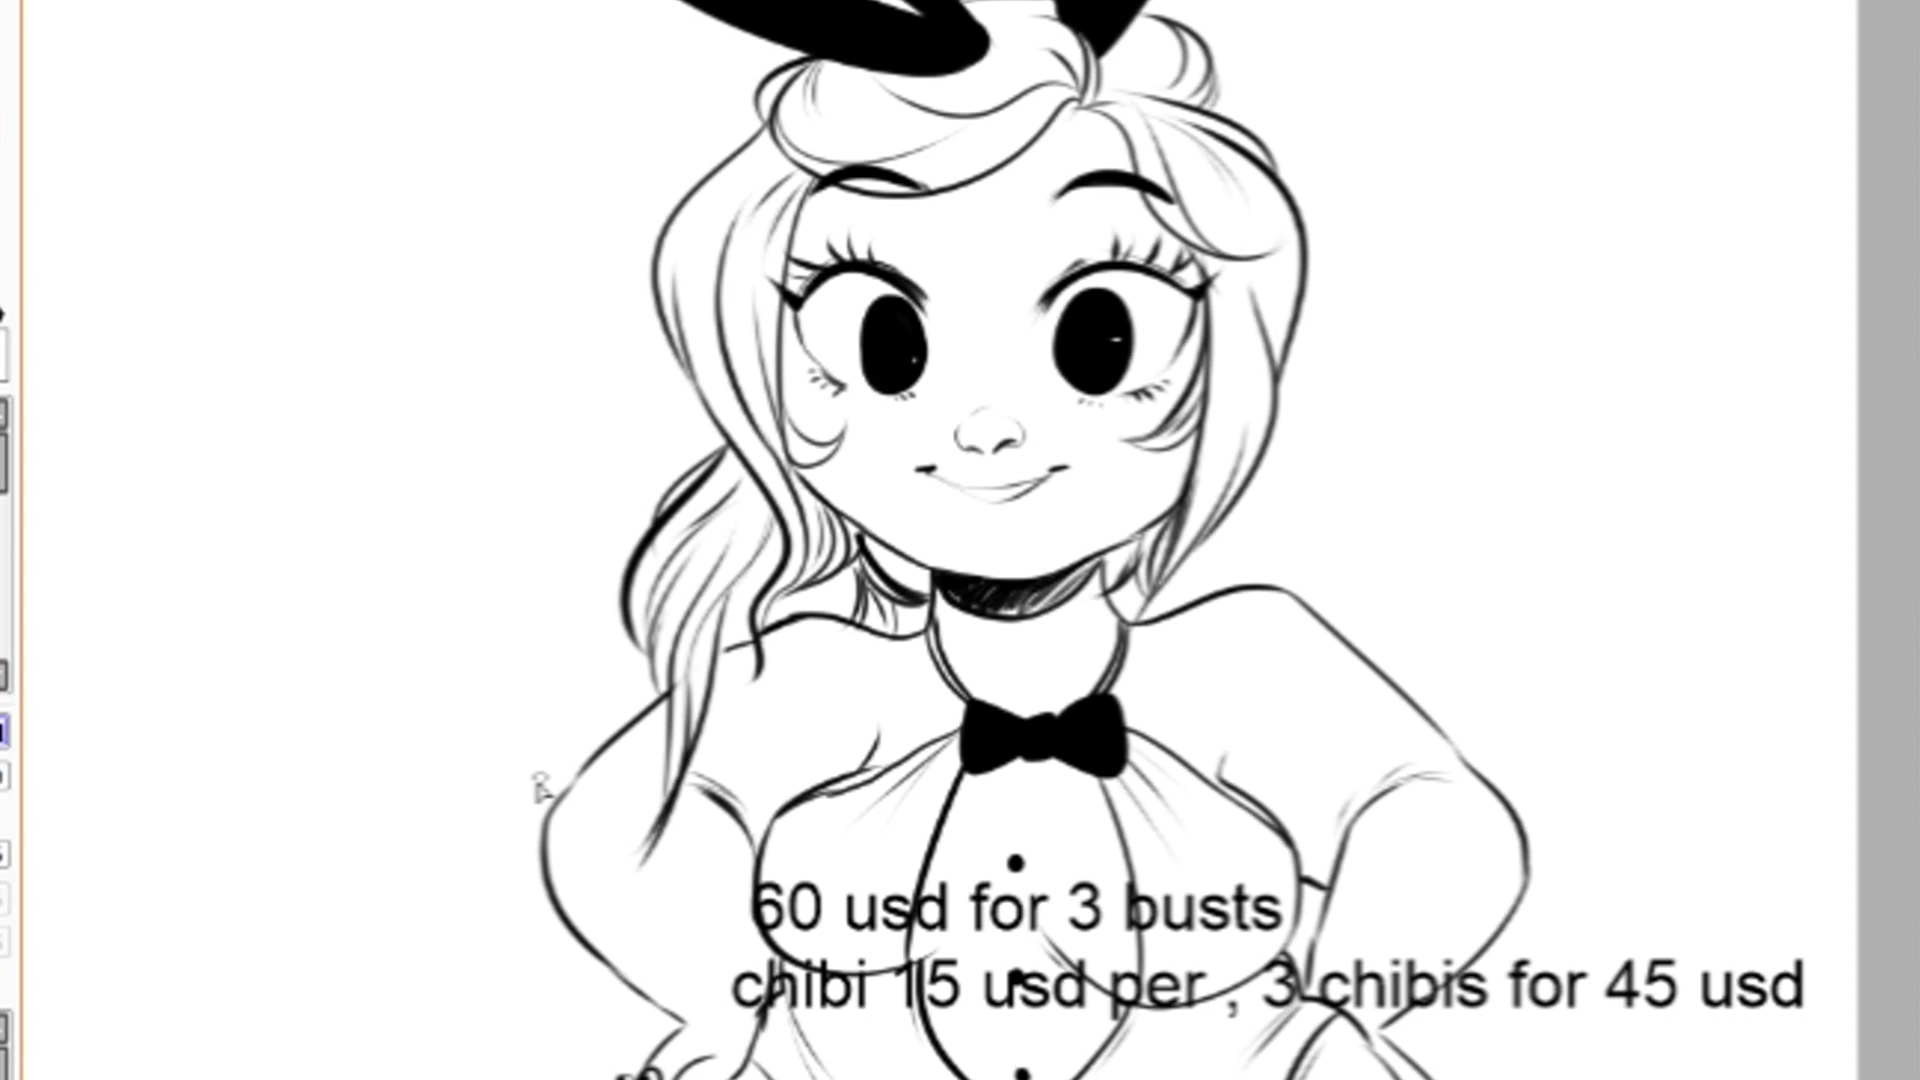 60 usd for 3 busts
chibi 15 usd per , 3 chibis for 45 usd